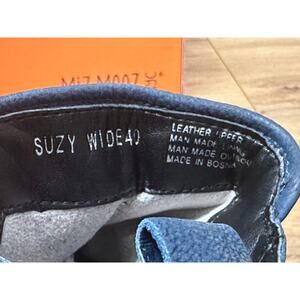 Miz Mooz
SUZY WIDE40
LEATHER UPPER
MAN MADE LINING
MAN MADE OUTSOLE
MADE IN BOSNIA